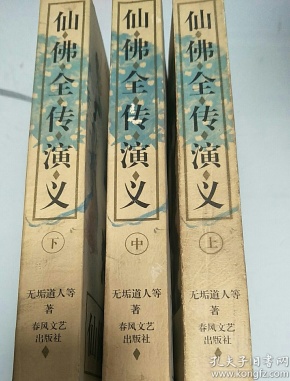 仙佛全传演义
下
无垢道人等
著
春风文艺
出版社
仙佛全传演义
中
无垢道人等
著
春风文艺
出版社
仙佛全传演义
上
无垢道人等
著
春风文艺
出版社
仙
孔夫子旧书网
www.kongfz.com